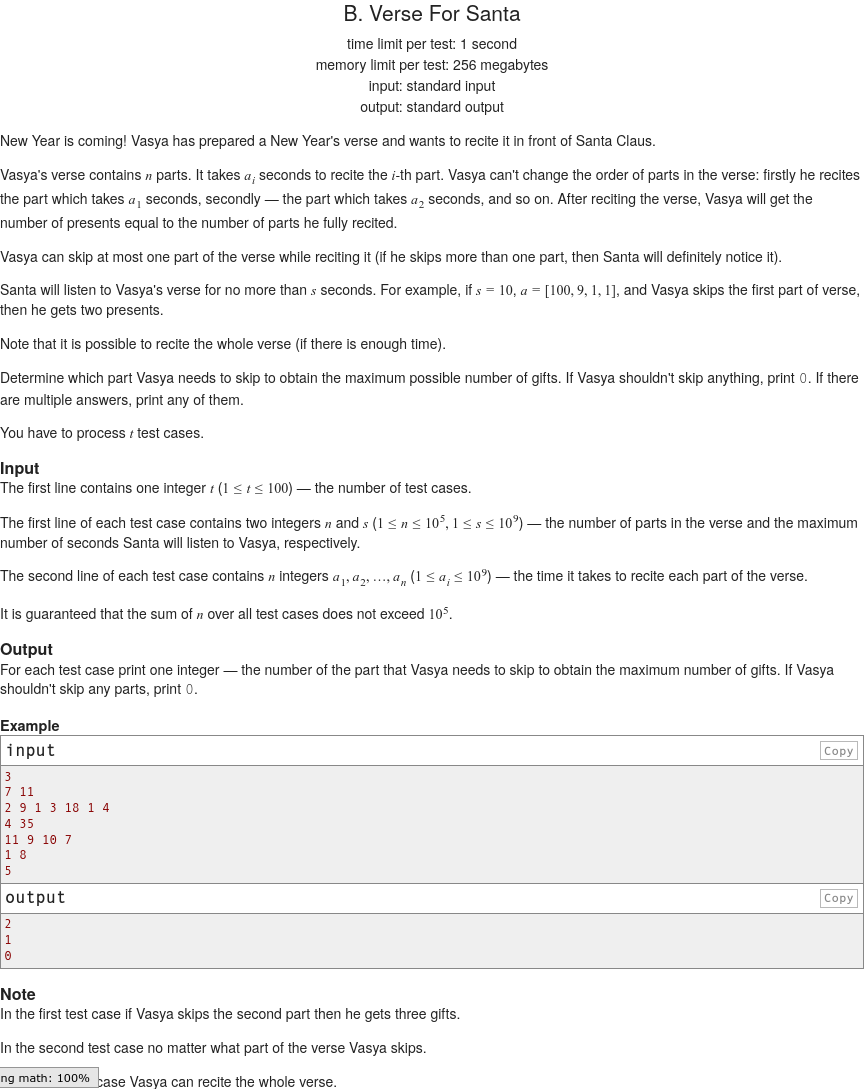 B. Verse For Santa
time limit per test: 1 second
memory limit per test: 256 megabytes
input: standard input
output: standard output
New Year is coming! Vasya has prepared a New Year's verse and wants to recite it in front of Santa Claus.
Vasya's verse contains n parts. It takes a_i seconds to recite the i-th part. Vasya can't change the order of parts in the verse: firstly he recites
the part which takes a_1 seconds, secondly — the part which takes a_2 seconds, and so on. After reciting the verse, Vasya will get the
number of presents equal to the number of parts he fully recited.
Vasya can skip at most one part of the verse while reciting it (if he skips more than one part, then Santa will definitely notice it).
Santa will listen to Vasya's verse for no more than s seconds. For example, if s = 10, a = [100, 9, 1, 1], and Vasya skips the first part of verse,
then he gets two presents.
Note that it is possible to recite the whole verse (if there is enough time).
Determine which part Vasya needs to skip to obtain the maximum possible number of gifts. If Vasya shouldn't skip anything, print 0. If there
are multiple answers, print any of them.
You have to process t test cases.
Input
The first line contains one integer t (1 ≤ t ≤ 100) — the number of test cases.
The first line of each test case contains two integers n and s (1 ≤ n ≤ 10^5, 1 ≤ s ≤ 10^9) — the number of parts in the verse and the maximum
number of seconds Santa will listen to Vasya, respectively.
The second line of each test case contains n integers a_1, a_2, …, a_n (1 ≤ a_i ≤ 10^9) — the time it takes to recite each part of the verse.
It is guaranteed that the sum of n over all test cases does not exceed 10^5.
Output
For each test case print one integer — the number of the part that Vasya needs to skip to obtain the maximum number of gifts. If Vasya
shouldn't skip any parts, print 0.
Example
input Copy
3
7 11
2 9 1 3 18 1 4
4 35
11 9 10 7
1 8
5
output Copy
2
1
0
Note
In the first test case if Vasya skips the second part then he gets three gifts.
In the second test case no matter what part of the verse Vasya skips.
ng math: 100% case Vasya can recite the whole verse.